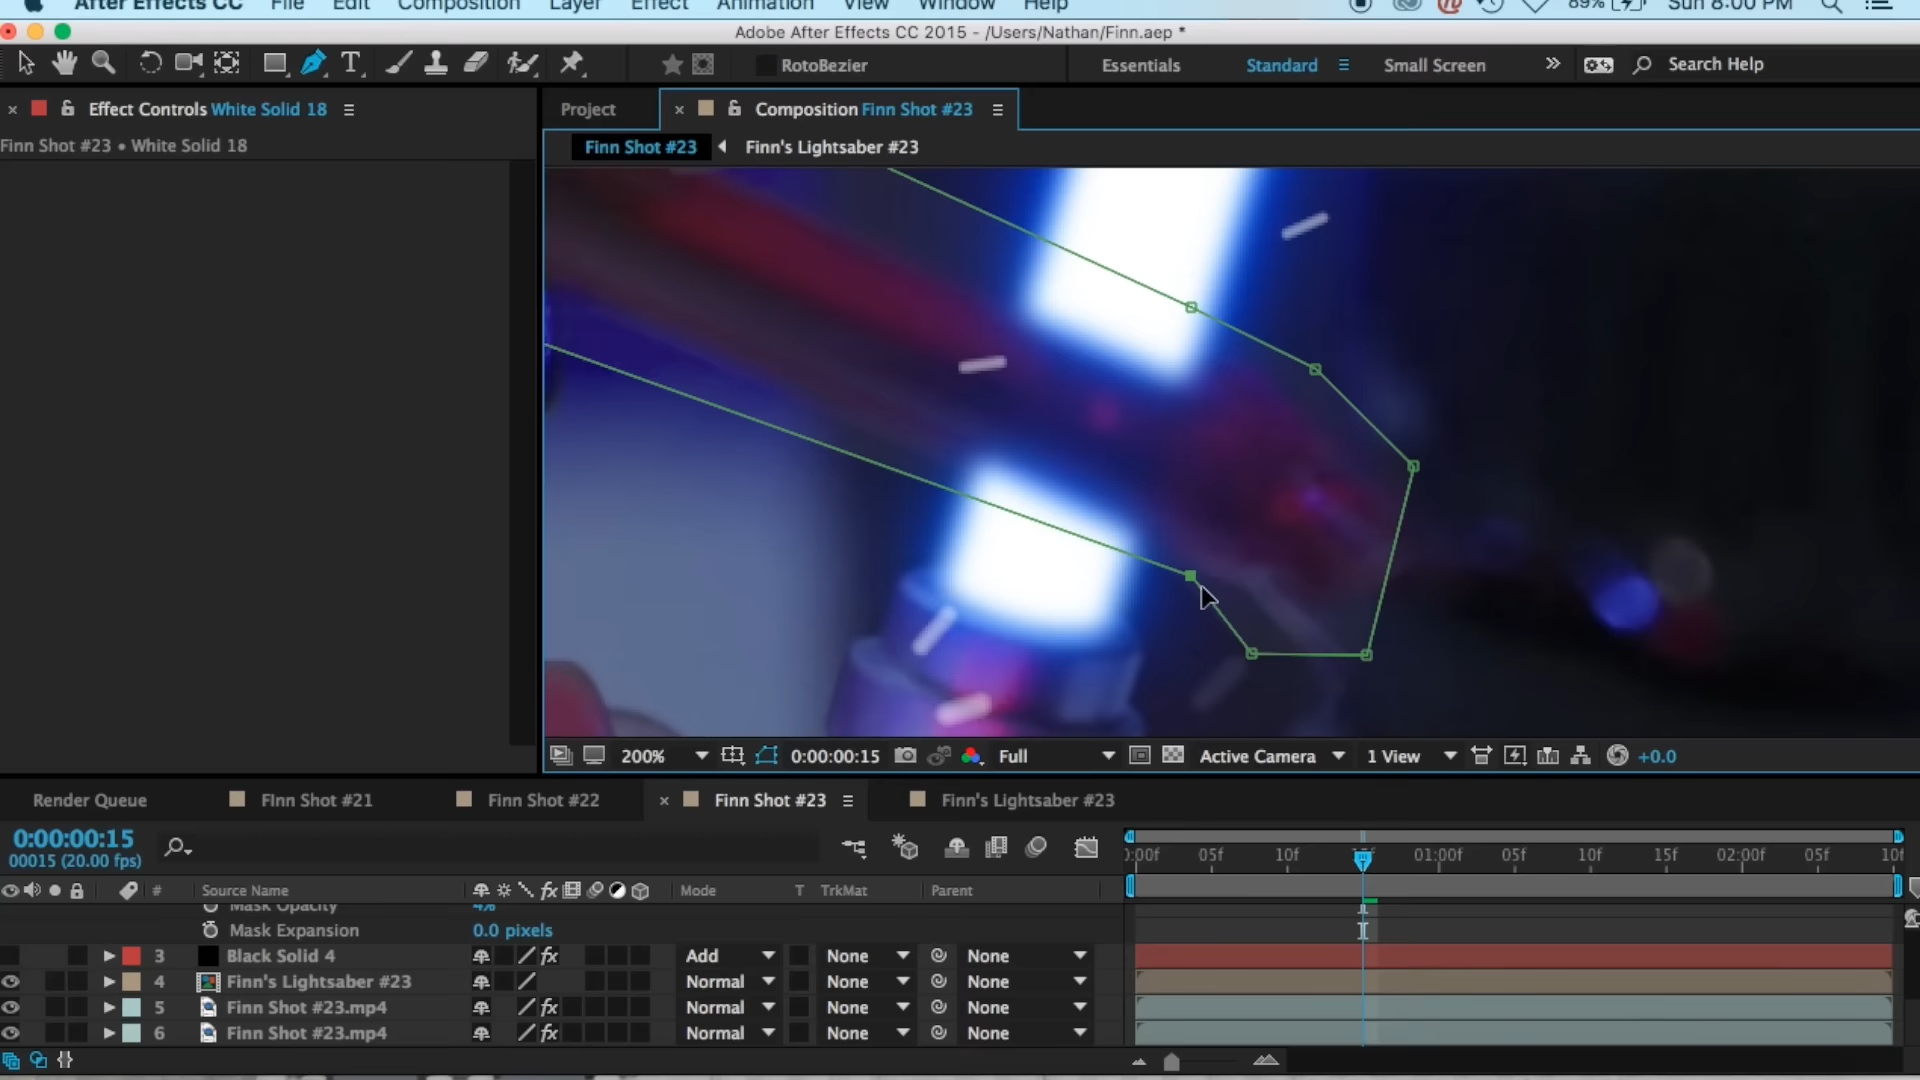 After Effects CC File Edit Composition Layer Effect Animation View Window Help 89% Sun 8:00 PM
Adobe After Effects CC 2015 - /Users/Nathan/Finn.aep *
RotoBezier Essentials Standard Small Screen Search Help
Effect Controls White Solid 18
Project
Composition Finn Shot #23
Finn Shot #23 • White Solid 18
Finn Shot #23 Finn's Lightsaber #23
200% 0:00:00:15 Full Active Camera 1 View +0.0
Render Queue FInn Shot #21 Finn Shot #22 Finn Shot #23 Finn's Lightsaber #23
0:00:00:15
00015 (20.00 fps)
0:00f 05f 10f 15f 01:00f 05f 10f 15f 02:00f 05f 10f
# Source Name Mode T TrkMat Parent
Mask Opacity 4%
Mask Expansion 0.0 pixels
3 Black Solid 4 Add None None
4 Finn's Lightsaber #23 Normal None None
5 Finn Shot #23.mp4 Normal None None
6 Finn Shot #23.mp4 Normal None None